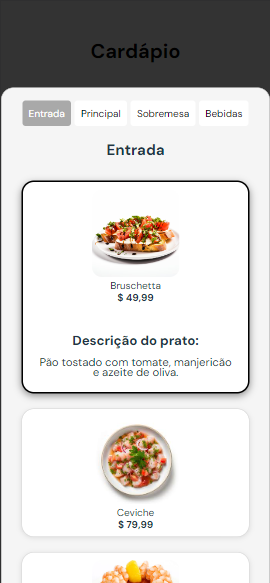 Cardápio
Entrada Principal Sobremesa Bebidas
Entrada
Bruschetta
$ 49,99
Descrição do prato:
Pão tostado com tomate, manjericão
e azeite de oliva.
Ceviche
$ 79,99